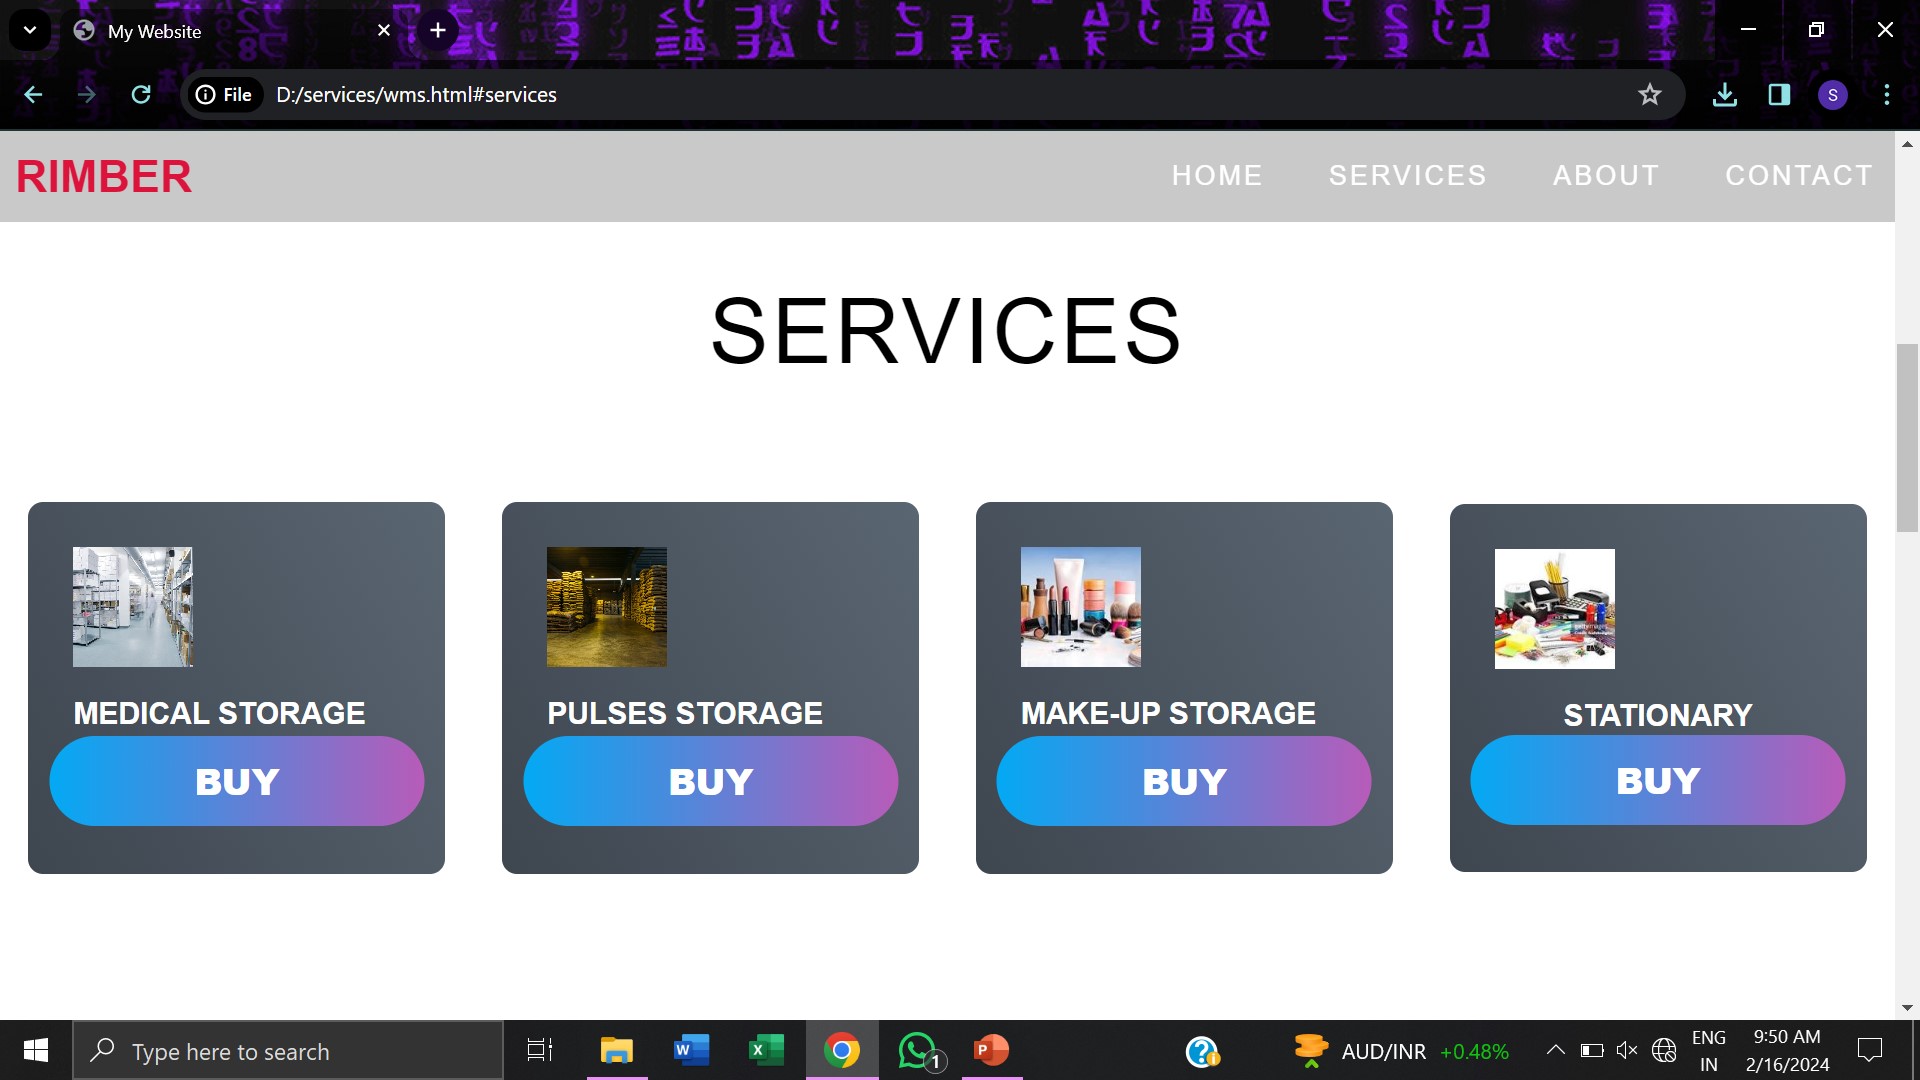 My Website
File D:/services/wms.html#services
S
RIMBER
HOME SERVICES ABOUT CONTACT
SERVICES
MEDICAL STORAGE
BUY
PULSES STORAGE
BUY
MAKE-UP STORAGE
BUY
STATIONARY
BUY
Type here to search
W
X
1
P
?
AUD/INR +0.48%
ENG
IN
9:50 AM
2/16/2024